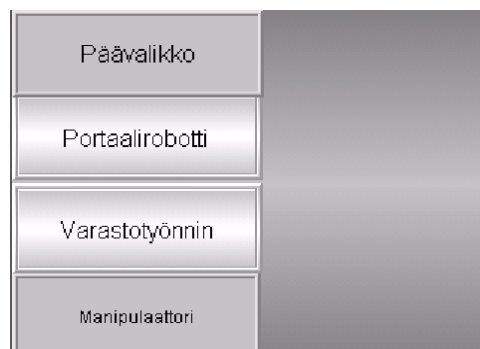 Päävalikko
Portaalirobotti
Varastotyönnin
Manipulaattori